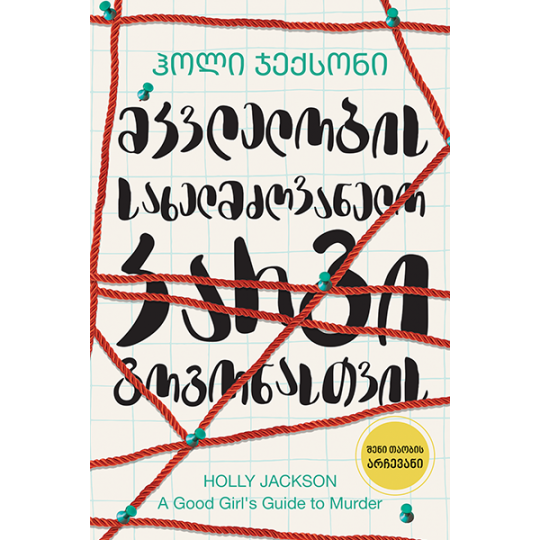 ჰოლი ჯექსონი
მკვლელობის
სახელმძღვანელო
კარგი
გოგონასთვის
შენი თაობის
არჩევანი
HOLLY JACKSON
A Good Girl's Guide to Murder